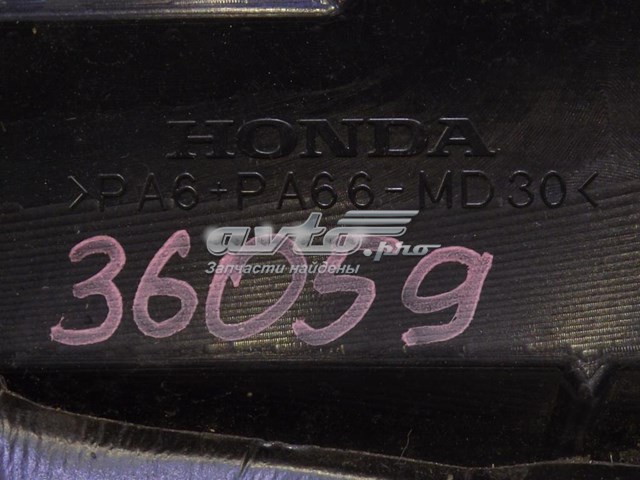 HONDA
>PA6+PA66-MD30<
avto.pro
Запчасти найдены
36059